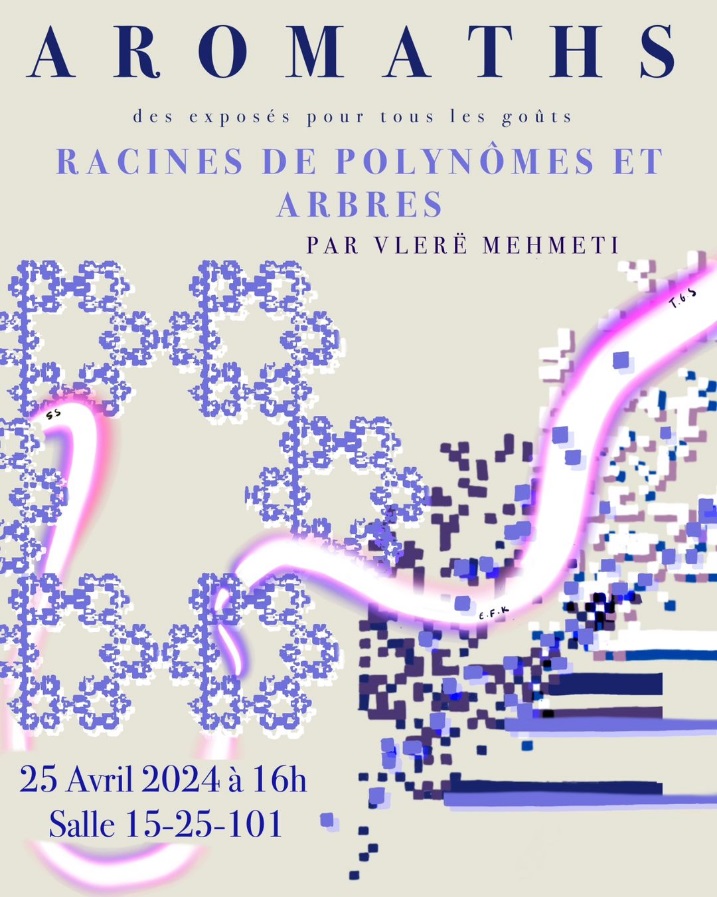 AROMATHS
des exposés pour tous les goûts
RACINES DE POLYNÔMES ET
ARBRES
PAR VLERË MEHMETI
T.G.S
SS
E.F.K
25 Avril 2024 à 16h
Salle 15-25-101